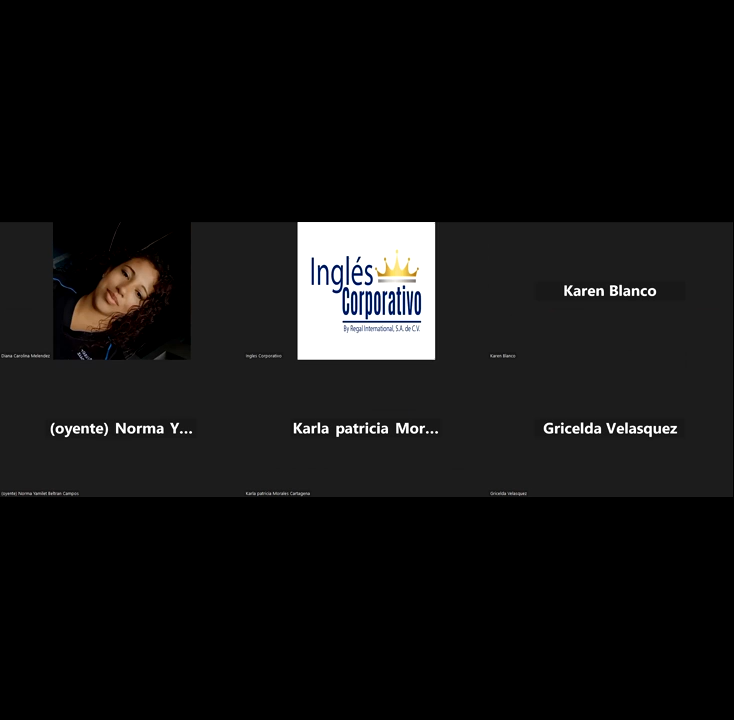 Inglés
Corporativo
By Regal International, S.A. de C.V.
Karen Blanco
Diana Carolina Melendes
Ingles Corporativo
Karen Blanco
(oyente) Norma Y...
Karla patricia Mor...
Gricelda Velasquez
(oyente) Norma Yamilet Beltran Campos
Karla patricia Morales Cartagena
Gricelda Velasquez